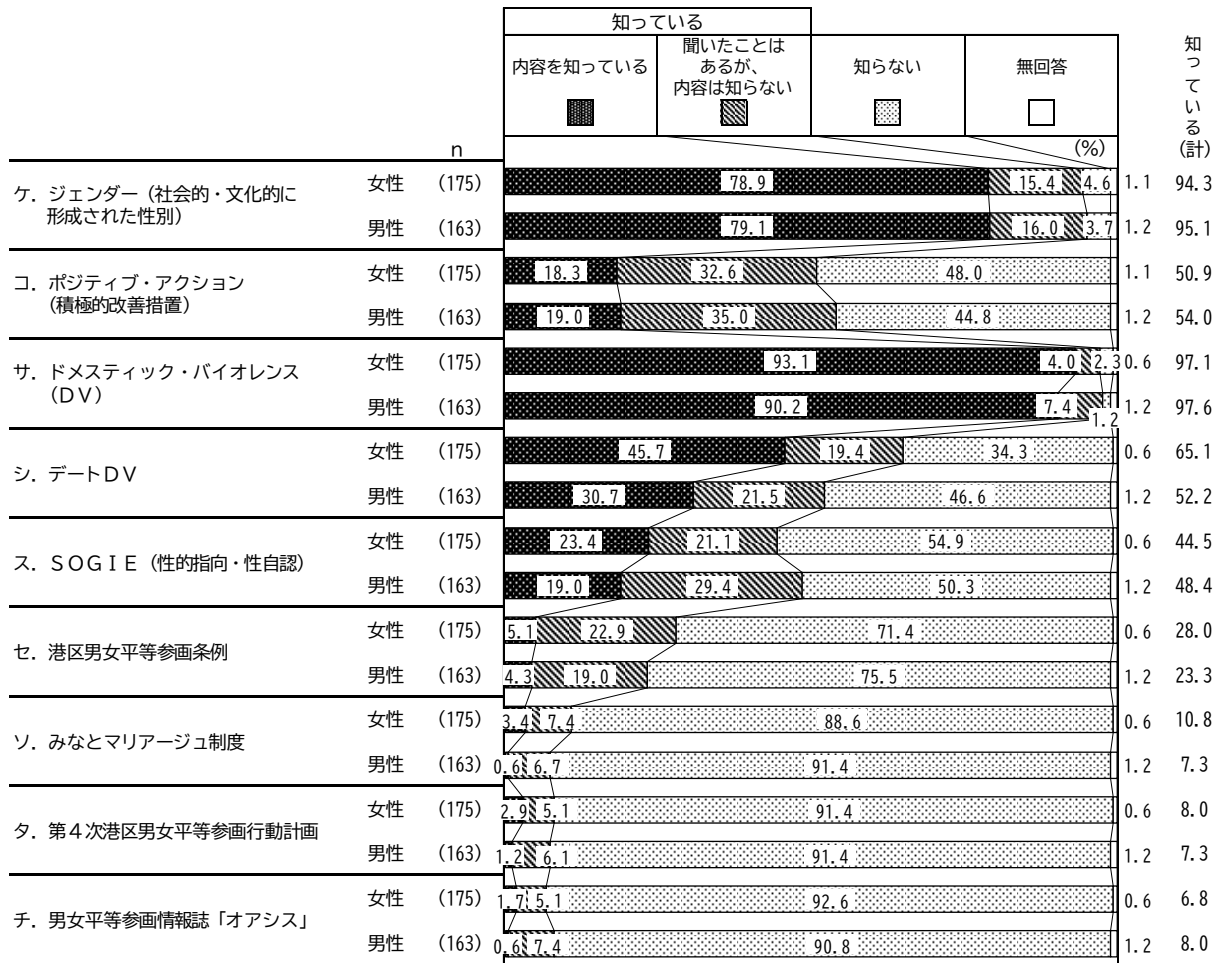 知っている
内容を知っている
聞いたことは
あるが、
内容は知らない
知らない
無回答
知っている(計)
n
(%)
ケ．ジェンダー（社会的・文化的に
形成された性別）
女性 (175) 78.9 15.4 4.6 1.1 94.3
男性 (163) 79.1 16.0 3.7 1.2 95.1
コ．ポジティブ・アクション
（積極的改善措置）
女性 (175) 18.3 32.6 48.0 1.1 50.9
男性 (163) 19.0 35.0 44.8 1.2 54.0
サ．ドメスティック・バイオレンス
（ＤＶ）
女性 (175) 93.1 4.0 2.3 0.6 97.1
男性 (163) 90.2 7.4 1.2 1.2 97.6
シ．デートＤＶ
女性 (175) 45.7 19.4 34.3 0.6 65.1
男性 (163) 30.7 21.5 46.6 1.2 52.2
ス．ＳＯＧＩＥ（性的指向・性自認）
女性 (175) 23.4 21.1 54.9 0.6 44.5
男性 (163) 19.0 29.4 50.3 1.2 48.4
セ．港区男女平等参画条例
女性 (175) 5.1 22.9 71.4 0.6 28.0
男性 (163) 4.3 19.0 75.5 1.2 23.3
ソ．みなとマリアージュ制度
女性 (175) 3.4 7.4 88.6 0.6 10.8
男性 (163) 0.6 6.7 91.4 1.2 7.3
タ．第４次港区男女平等参画行動計画
女性 (175) 2.9 5.1 91.4 0.6 8.0
男性 (163) 1.2 6.1 91.4 1.2 7.3
チ．男女平等参画情報誌「オアシス」
女性 (175) 1.7 5.1 92.6 0.6 6.8
男性 (163) 0.6 7.4 90.8 1.2 8.0